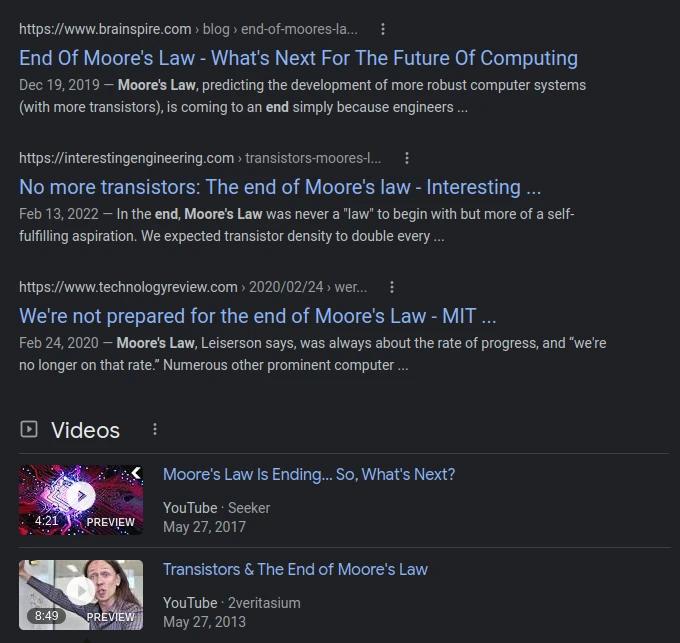 https://www.brainspire.com › blog › end-of-moores-la...
End Of Moore's Law - What's Next For The Future Of Computing
Dec 19, 2019 — Moore's Law, predicting the development of more robust computer systems
(with more transistors), is coming to an end simply because engineers ...
https://interestingengineering.com › transistors-moores-l...
No more transistors: The end of Moore's law - Interesting ...
Feb 13, 2022 — In the end, Moore's Law was never a "law" to begin with but more of a self-
fulfilling aspiration. We expected transistor density to double every ...
https://www.technologyreview.com › 2020/02/24 › wer...
We're not prepared for the end of Moore's Law - MIT ...
Feb 24, 2020 — Moore's Law, Leiserson says, was always about the rate of progress, and “we're
no longer on that rate.” Numerous other prominent computer ...
Videos
Moore's Law Is Ending... So, What's Next?
4:21 PREVIEW
YouTube · Seeker
May 27, 2017
Transistors & The End of Moore's Law
8:49 PREVIEW
YouTube · 2veritasium
May 27, 2013